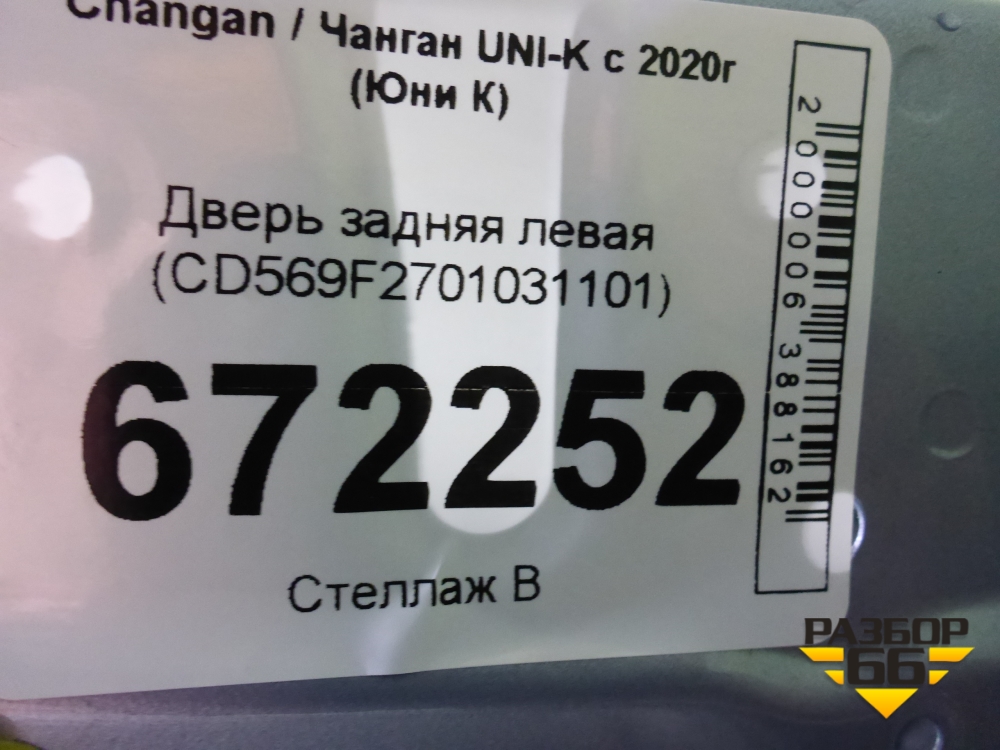 Changan / Чанган UNI-K с 2020г
(Юни К)
Дверь задняя левая
(CD569F2701031101)
672252
Стеллаж В
2000006388162
РАЗБОР
66